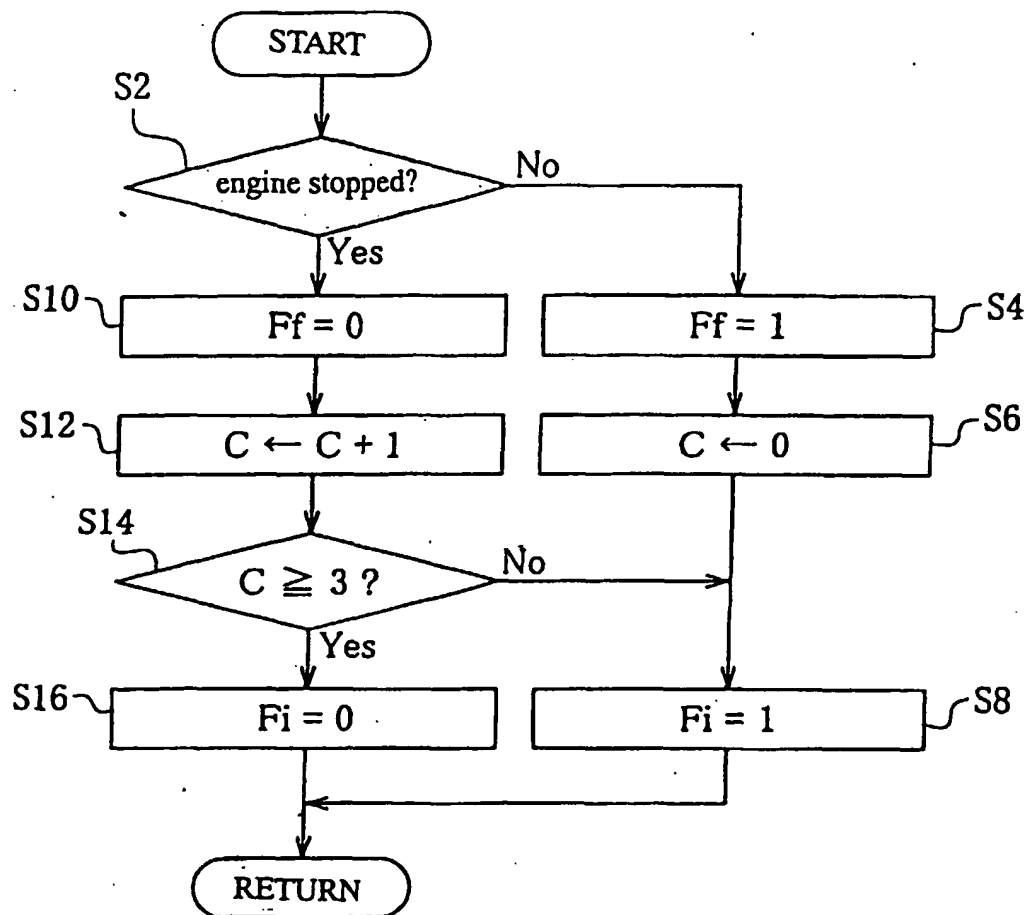 START
S2
engine stopped?
No
Yes
S10
Ff = 0
Ff = 1
S4
S12
C ← C + 1
C ← 0
S6
S14
C ≧ 3 ?
No
Yes
S16
Fi = 0
Fi = 1
S8
RETURN